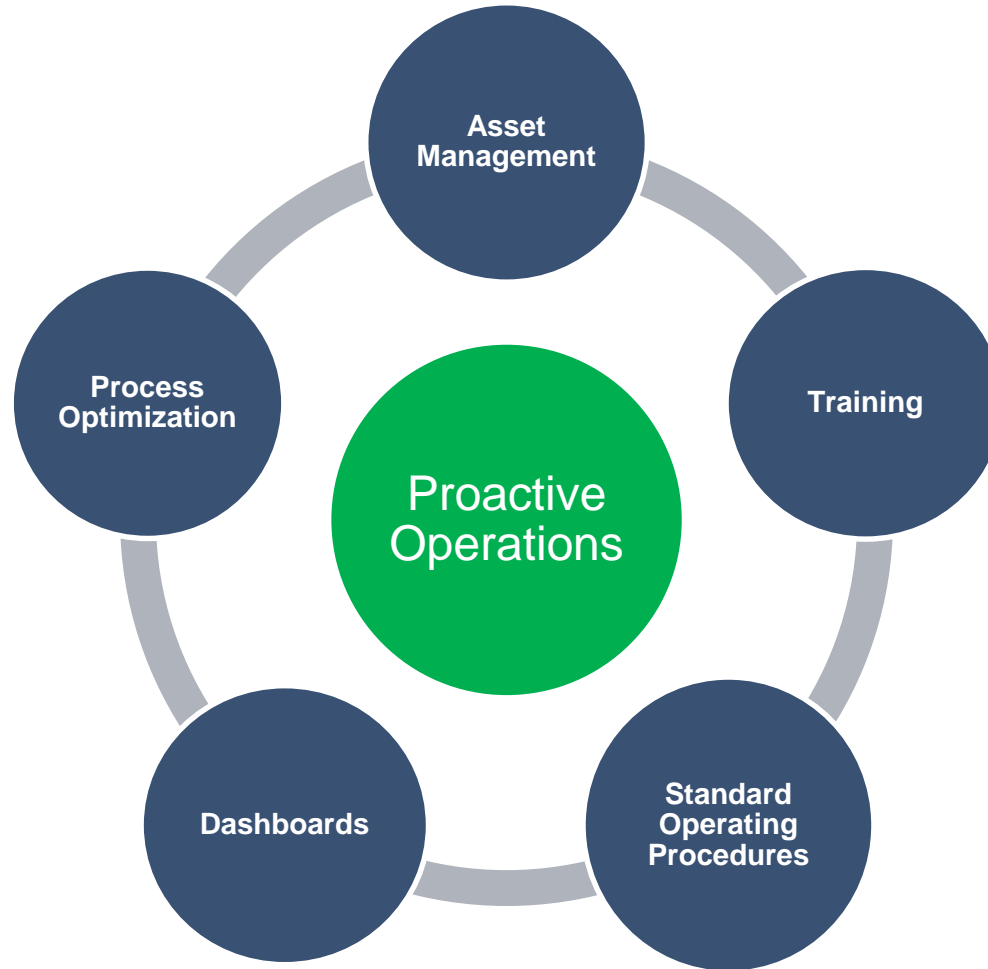 Asset
Management
Training
Standard
Operating
Procedures
Dashboards
Process
Optimization
Proactive
Operations